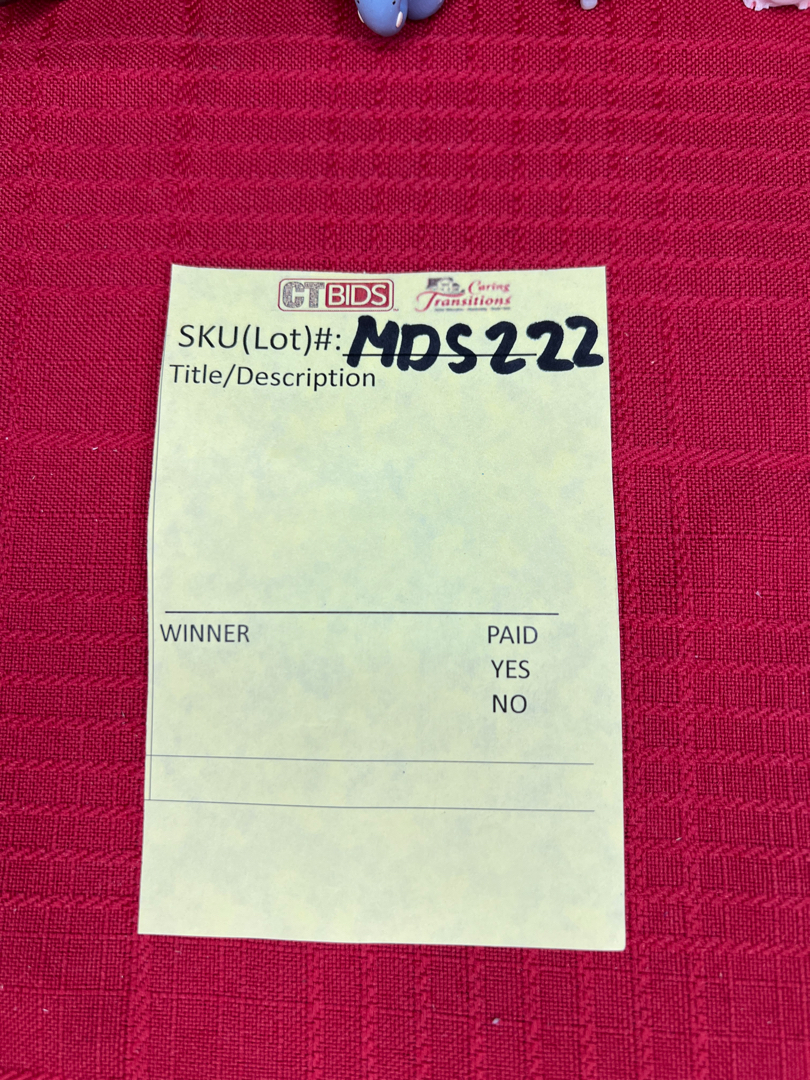 CTBIDS
Caring
Transitions
SKU(Lot)#: MDS222
Title/Description
WINNER PAID
YES
NO